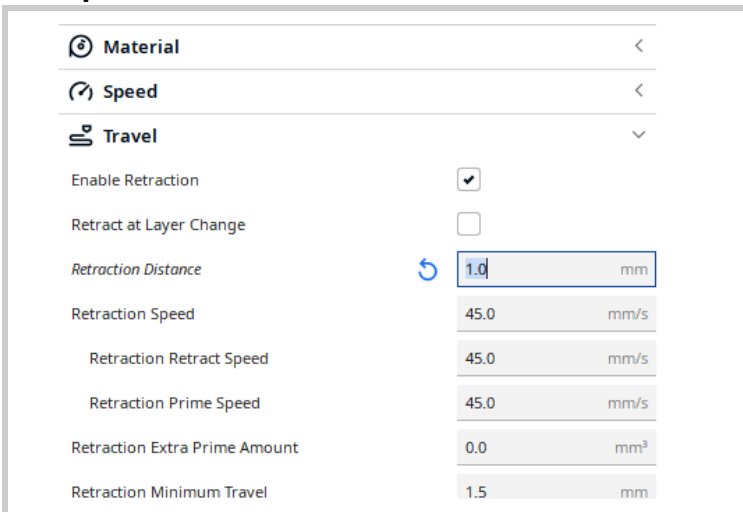 Material
Speed
Travel
Enable Retraction
Retract at Layer Change
Retraction Distance 1.0 mm
Retraction Speed 45.0 mm/s
Retraction Retract Speed 45.0 mm/s
Retraction Prime Speed 45.0 mm/s
Retraction Extra Prime Amount 0.0 mm³
Retraction Minimum Travel 1.5 mm